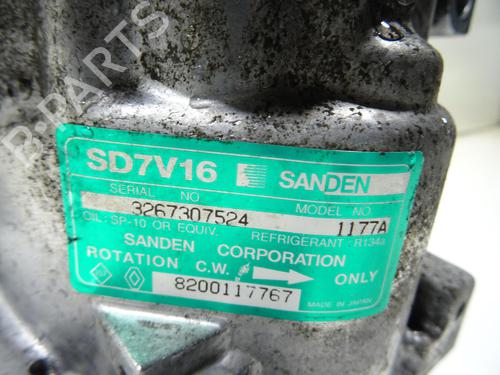 B-PARTS
SD7V16 SANDEN
SERIAL NO MODEL NO
3267307524 1177A
OIL: SP-10 OR EQUIV. REFRIGERANT: R134a
SANDEN CORPORATION
ROTATION C.W. ONLY
8200117767
MADE IN JAPAN